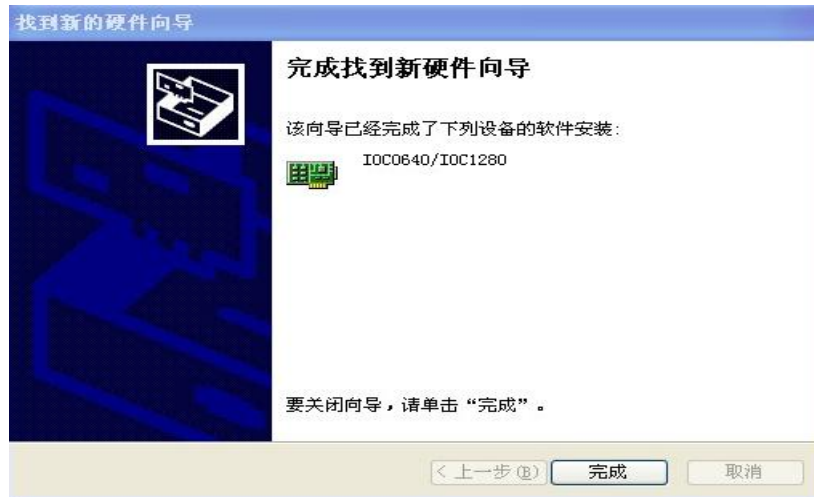 找到新的硬件向导
完成找到新硬件向导
该向导已经完成了下列设备的软件安装:
IOC0640/IOC1280
要关闭向导，请单击“完成”。
< 上一步(B)
完成
取消